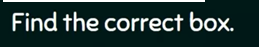 Find the correct box.